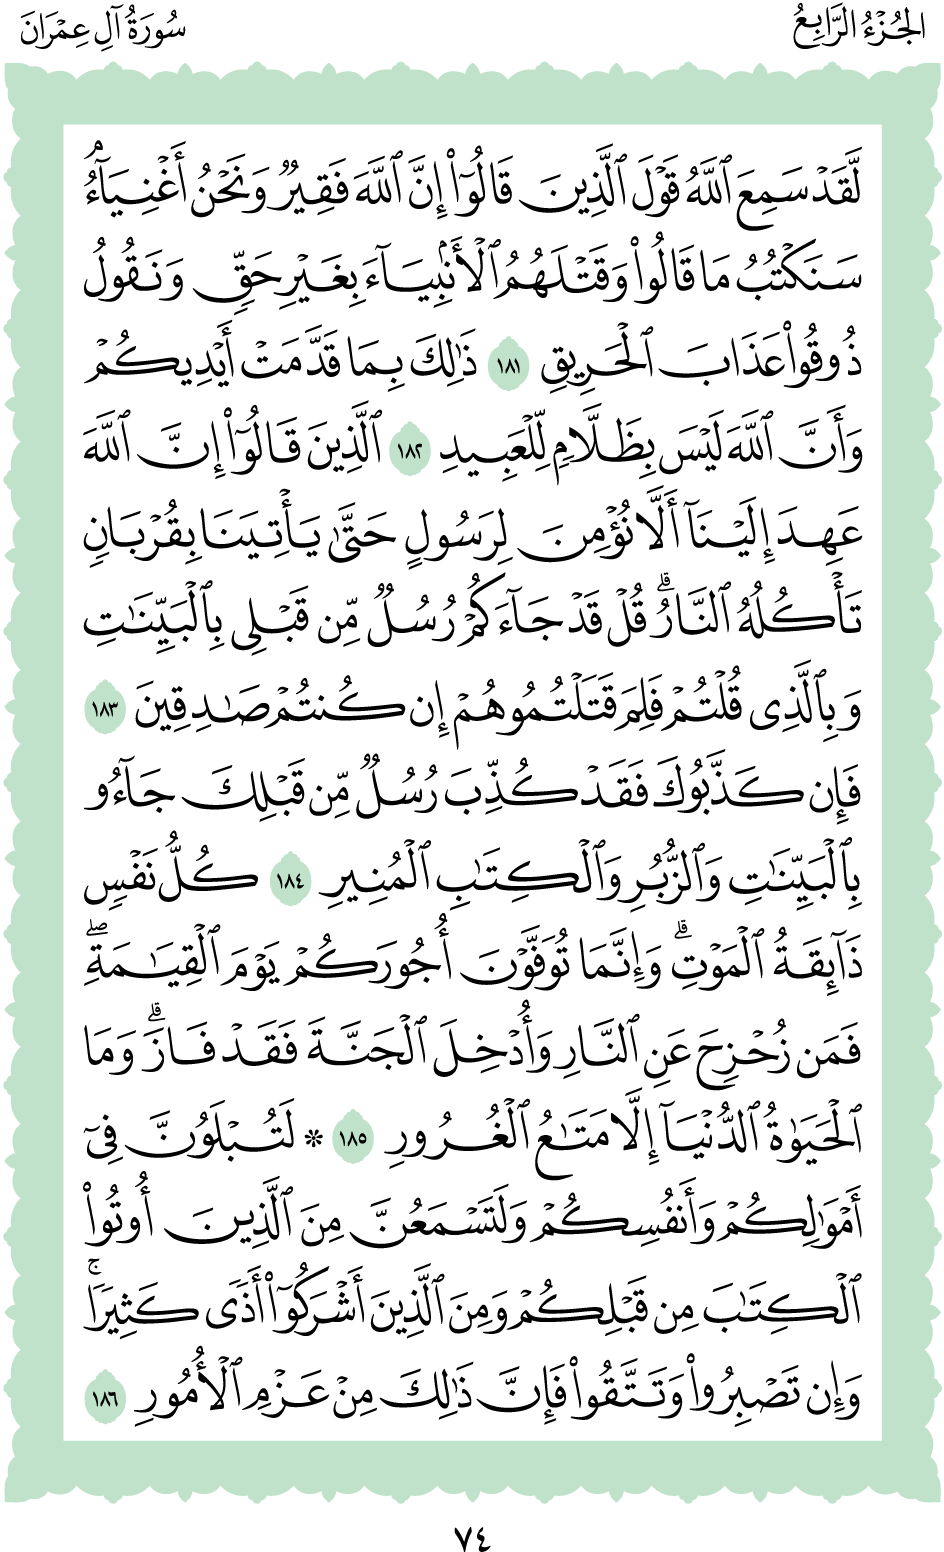 الجُزْءُ الرَّابِعُ
سُورَةُ آلِ عِمْرَانَ
لَّقَدْ سَمِعَ ٱللَّهُ قَوْلَ ٱلَّذِينَ قَالُوٓا۟ إِنَّ ٱللَّهَ فَقِيرٌ وَنَحْنُ أَغْنِيَآءُ ۘ
سَنَكْتُبُ مَا قَالُوا۟ وَقَتْلَهُمُ ٱلْأَنۢبِيَآءَ بِغَيْرِ حَقٍّ وَنَقُولُ
ذُوقُوا۟ عَذَابَ ٱلْحَرِيقِ ١٨١ ذَٰلِكَ بِمَا قَدَّمَتْ أَيْدِيكُمْ
وَأَنَّ ٱللَّهَ لَيْسَ بِظَلَّامٍ لِّلْعَبِيدِ ١٨٢ ٱلَّذِينَ قَالُوٓا۟ إِنَّ ٱللَّهَ
عَهِدَ إِلَيْنَآ أَلَّا نُؤْمِنَ لِرَسُولٍ حَتَّىٰ يَأْتِيَنَا بِقُرْبَانٍ
تَأْكُلُهُ ٱلنَّارُ ۗ قُلْ قَدْ جَآءَكُمْ رُسُلٌ مِّن قَبْلِى بِٱلْبَيِّنَٰتِ
وَبِٱلَّذِى قُلْتُمْ فَلِمَ قَتَلْتُمُوهُمْ إِن كُنتُمْ صَٰدِقِينَ ١٨٣
فَإِن كَذَّبُوكَ فَقَدْ كُذِّبَ رُسُلٌ مِّن قَبْلِكَ جَآءُو
بِٱلْبَيِّنَٰتِ وَٱلزُّبُرِ وَٱلْكِتَٰبِ ٱلْمُنِيرِ ١٨٤ كُلُّ نَفْسٍ
ذَآئِقَةُ ٱلْمَوْتِ ۗ وَإِنَّمَا تُوَفَّوْنَ أُجُورَكُمْ يَوْمَ ٱلْقِيَٰمَةِ ۖ
فَمَن زُحْزِحَ عَنِ ٱلنَّارِ وَأُدْخِلَ ٱلْجَنَّةَ فَقَدْ فَازَ ۗ وَمَا
ٱلْحَيَوٰةُ ٱلدُّنْيَآ إِلَّا مَتَٰعُ ٱلْغُرُورِ ١٨٥ * لَتُبْلَوُنَّ فِىٓ
أَمْوَٰلِكُمْ وَأَنفُسِكُمْ وَلَتَسْمَعُنَّ مِنَ ٱلَّذِينَ أُوتُوا۟
ٱلْكِتَٰبَ مِن قَبْلِكُمْ وَمِنَ ٱلَّذِينَ أَشْرَكُوٓا۟ أَذًى كَثِيرًا ۚ
وَإِن تَصْبِرُوا۟ وَتَتَّقُوا۟ فَإِنَّ ذَٰلِكَ مِنْ عَزْمِ ٱلْأُمُورِ ١٨٦
٧٤